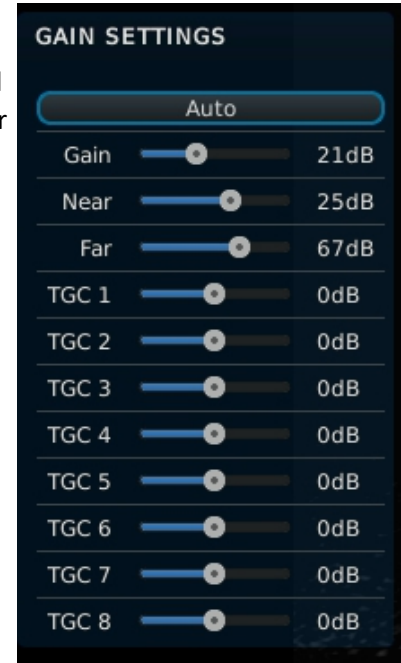 GAIN SETTINGS
Auto
Gain 21dB
Near 25dB
Far 67dB
TGC 1 0dB
TGC 2 0dB
TGC 3 0dB
TGC 4 0dB
TGC 5 0dB
TGC 6 0dB
TGC 7 0dB
TGC 8 0dB